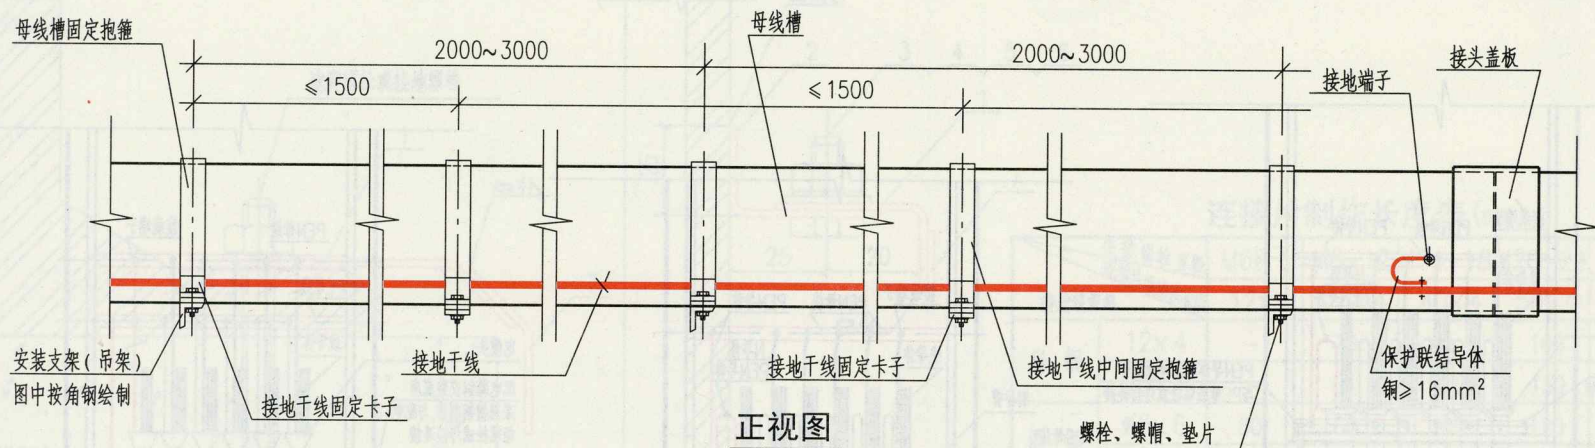 母线槽固定抱箍
母线槽
2000~3000
2000~3000
接头盖板
接地端子
≤1500
≤1500
安装支架(吊架)
图中按角钢绘制
接地干线固定卡子
接地干线
接地干线固定卡子
接地干线中间固定抱箍
保护联结导体
铜≥16mm²
正视图
螺栓、螺帽、垫片